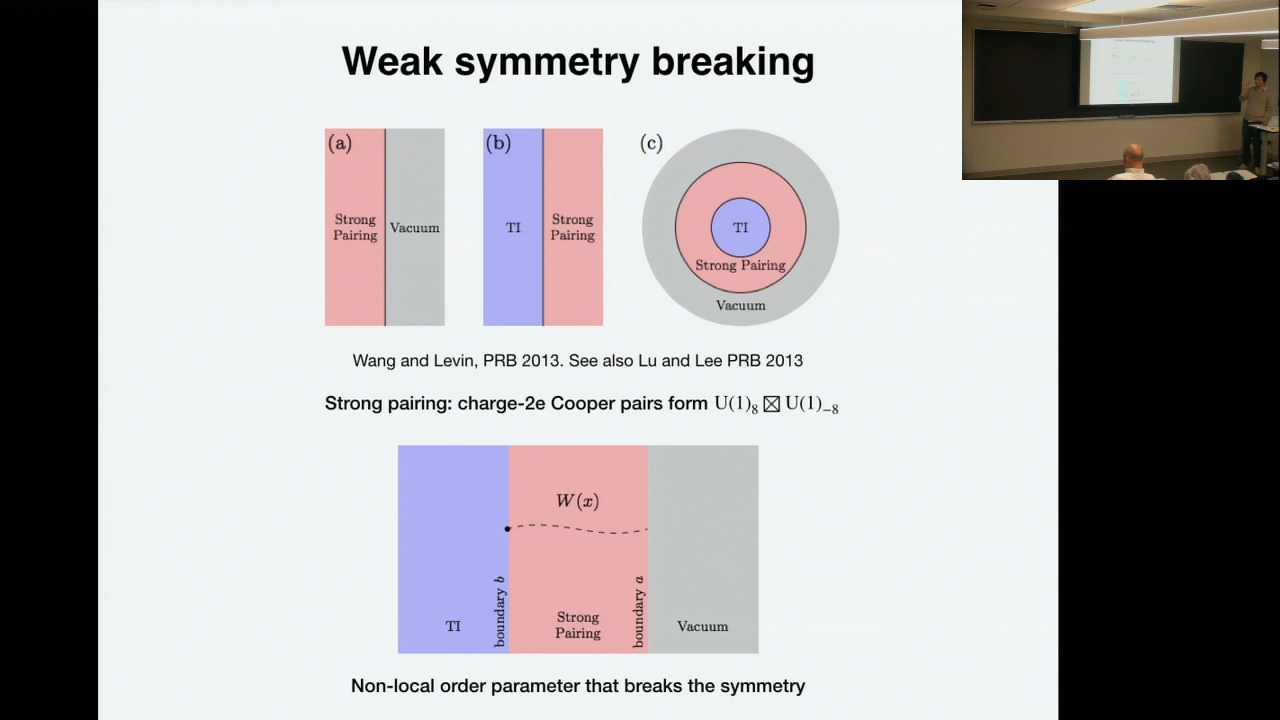 Weak symmetry breaking
(a)
Strong
Pairing
Vacuum
(b)
TI
Strong
Pairing
(c)
TI
Strong Pairing
Vacuum
Wang and Levin, PRB 2013. See also Lu and Lee PRB 2013
Strong pairing: charge-2e Cooper pairs form U(1)₈ ⊠ U(1)₋₈
W(x)
boundary b
boundary a
TI
Strong
Pairing
Vacuum
Non-local order parameter that breaks the symmetry